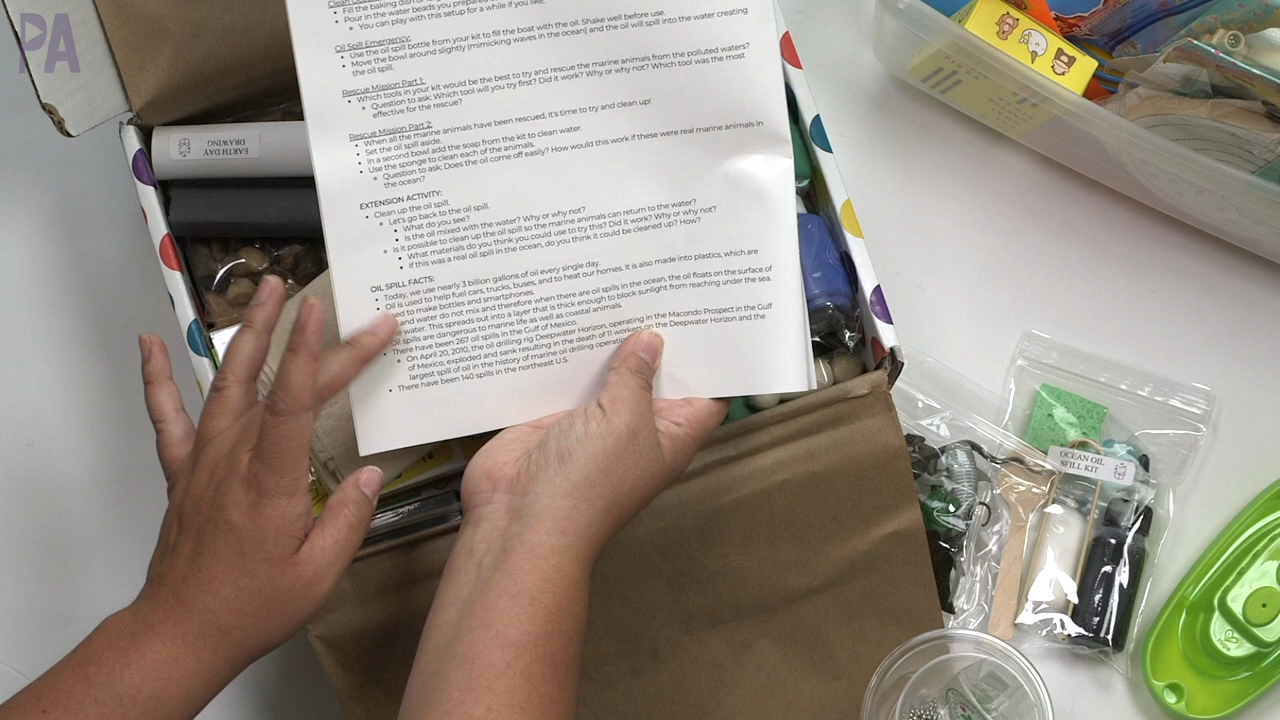 PA
Fill the baking dish or
Pour in the water beads you prepared
You can play with this setup for a while if you like.
Oil Spill Emergency:
Use the oil spill bottle from your kit to fill the boat with the oil. Shake well before use.
Move the bowl around slightly (mimicking waves in the ocean) and the oil will spill into the water creating
the oil spill.
Rescue Mission Part 1:
Which tools in your kit would be the best to try and rescue the marine animals from the polluted waters?
Question to ask: Which tool will you try first? Did it work? Why or why not? Which tool was the most
effective for the rescue?
Rescue Mission Part 2:
When all the marine animals have been rescued, it's time to try and clean up!
Set the oil spill aside.
In a second bowl add the soap from the kit to clean water.
Use the sponge to clean each of the animals.
Question to ask: Does the oil come off easily? How would this work if these were real marine animals in
the ocean?
EXTENSION ACTIVITY:
Clean up the oil spill.
Let's go back to the oil spill.
What do you see?
Is the oil mixed with the water? Why or why not?
Is it possible to clean up the oil spill so the marine animals can return to the water?
What materials do you think you could use to try this? Did it work? Why or why not?
If this was a real oil spill in the ocean, do you think it could be cleaned up? How?
OIL SPILL FACTS:
Today, we use nearly 3 billion gallons of oil every single day.
Oil is used to help fuel cars, trucks, buses, and to heat our homes. It is also made into plastics, which are
used to make bottles and smartphones.
and water do not mix and therefore when there are oil spills in the ocean, the oil floats on the surface of
water. This spreads out into a layer that is thick enough to block sunlight from reaching under the sea.
Oil spills are dangerous to marine life as well as coastal animals.
There have been 267 oil spills in the Gulf of Mexico.
On April 20, 2010, the oil drilling rig Deepwater Horizon, operating in the Macondo Prospect in the Gulf
of Mexico, exploded and sank resulting in the death of 11 workers on the Deepwater Horizon and the
largest spill of oil in the history of marine oil drilling
There have been 140 spills in the northeast U.S.
EARTH DAY
DRAWING
OCEAN OIL
SPILL KIT